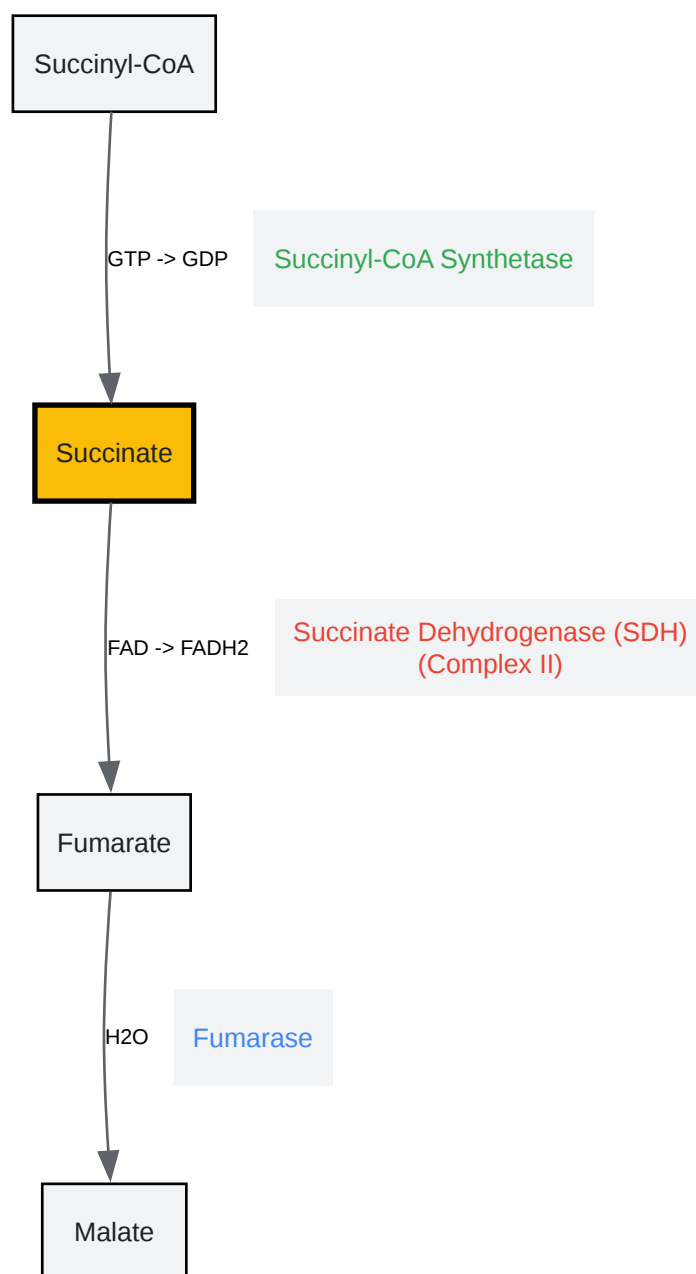 Succinyl-CoA
GTP -> GDP
Succinyl-CoA Synthetase
Succinate
FAD -> FADH2
Succinate Dehydrogenase (SDH)
(Complex II)
Fumarate
H2O
Fumarase
Malate